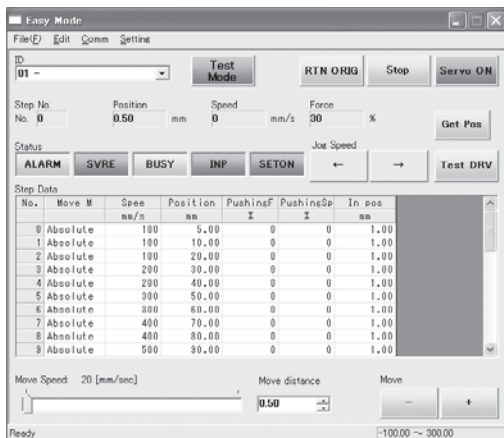 Easy Mode
File(F) Edit Comm Setting
ID
01 -
Test Mode
RTN ORIG
Stop
Servo ON
Step No.
No. 0
Position
0.50 mm
Speed
0 mm/s
Force
30 %
Get Pos
Status
ALARM SVRE BUSY INP SETON
Jog Speed
← →
Test DRV
Step Data
No. Move M Spee Position PushingF PushingSp In pos
mm/s mm % % mm
0 Absolute 100 5.00 0 0 1.00
1 Absolute 100 10.00 0 0 1.00
2 Absolute 100 20.00 0 0 1.00
3 Absolute 200 30.00 0 0 1.00
4 Absolute 200 40.00 0 0 1.00
5 Absolute 300 50.00 0 0 1.00
6 Absolute 300 60.00 0 0 1.00
7 Absolute 400 70.00 0 0 1.00
8 Absolute 400 80.00 0 0 1.00
9 Absolute 500 90.00 0 0 1.00
Move Speed 20 [mm/sec]
Move distance
0.50
Move
- +
Ready
-100.00 ~ 300.00